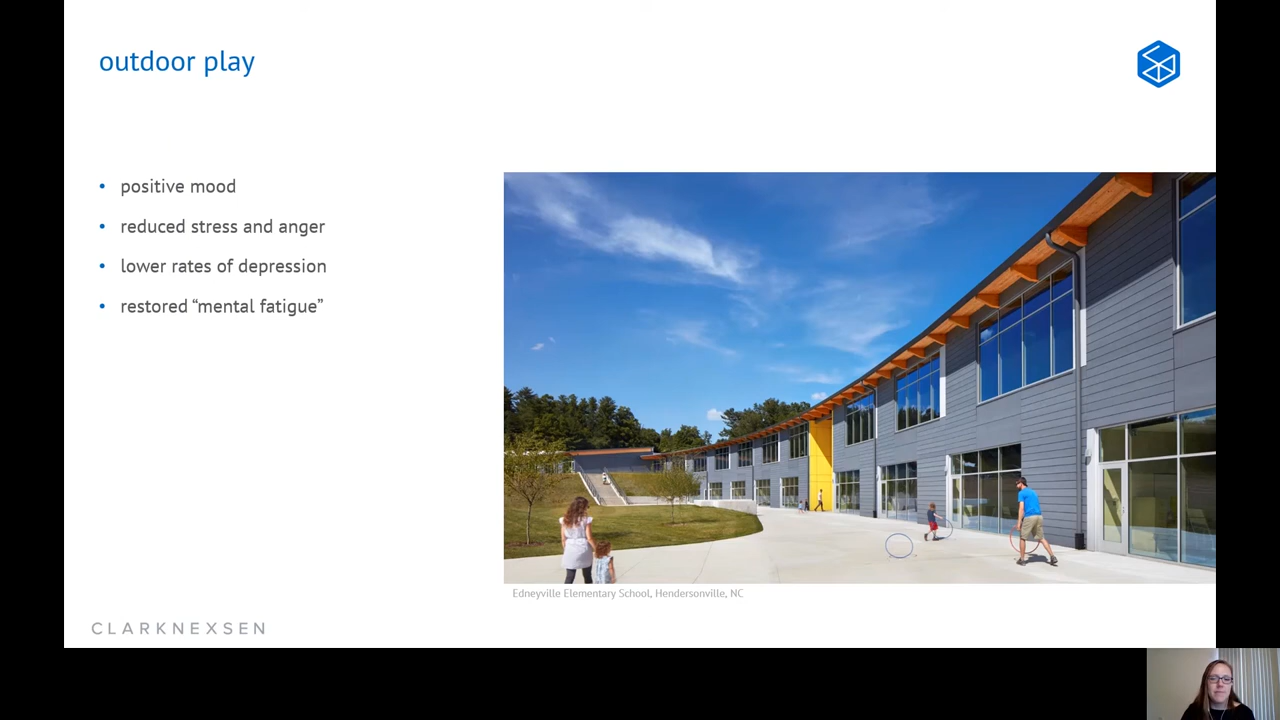 outdoor play
• positive mood
• reduced stress and anger
• lower rates of depression
• restored “mental fatigue”
Edneyville Elementary School, Hendersonville, NC
CLARKNEXSEN